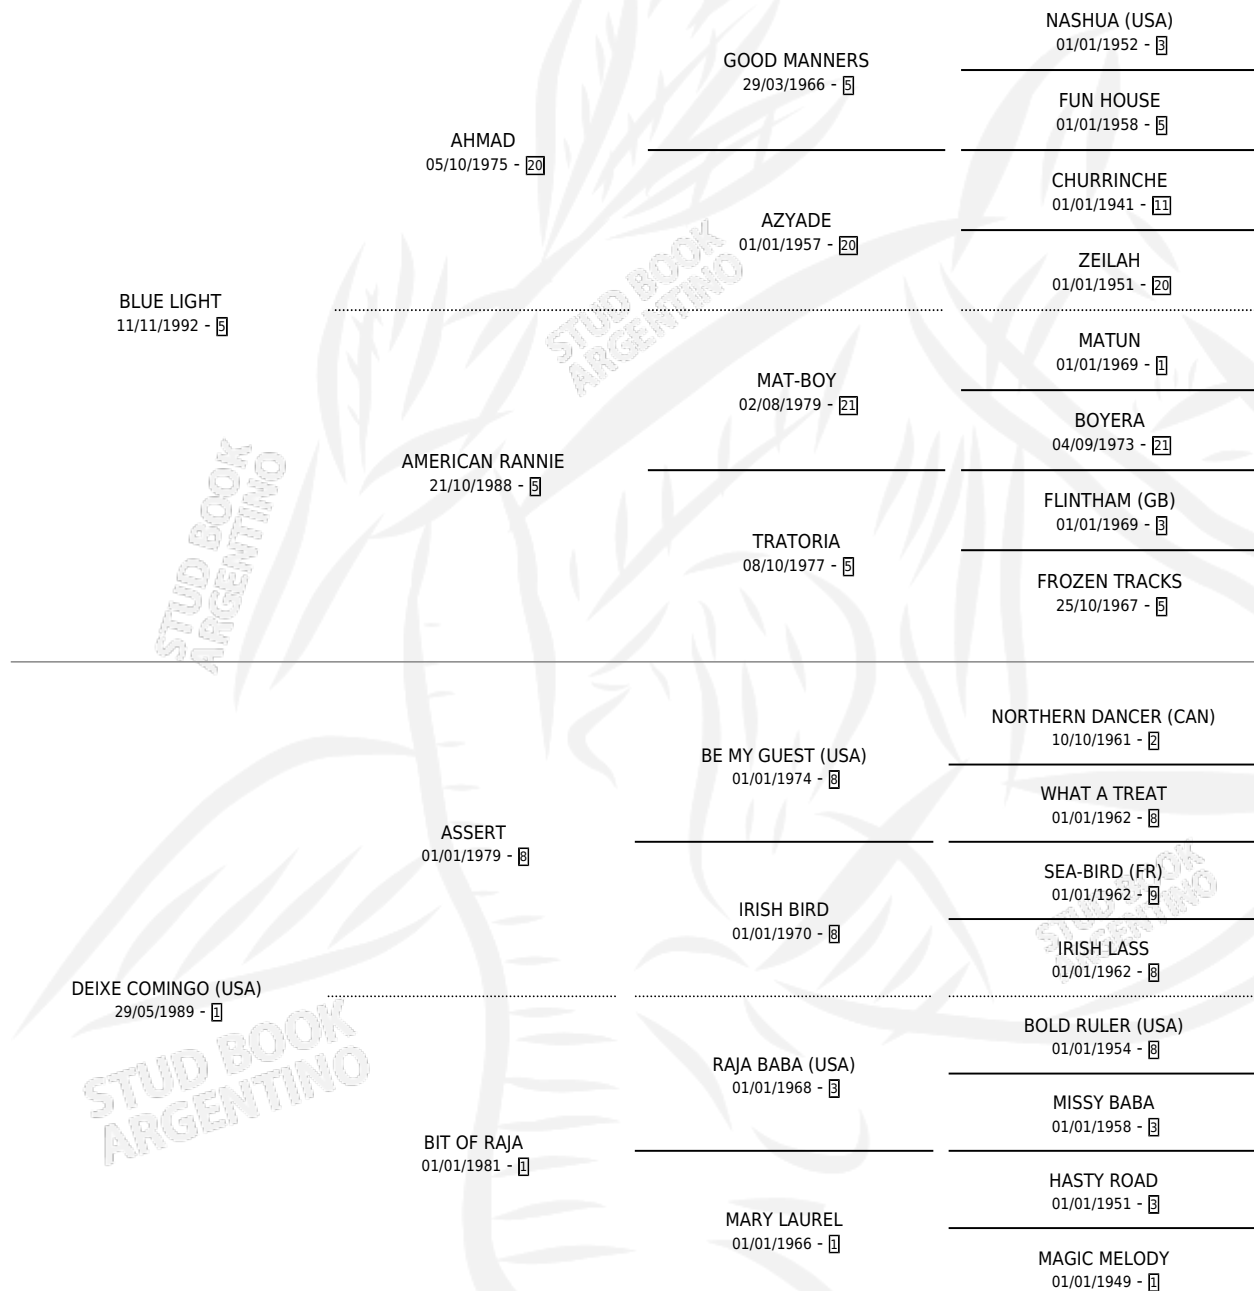 NASHUA (USA)
01/01/1952 - 3
GOOD MANNERS
29/03/1966 - 5
FUN HOUSE
01/01/1958 - 5
AHMAD
05/10/1975 - 20
CHURRINCHE
01/01/1941 - 11
AZYADE
01/01/1957 - 20
ZEILAH
01/01/1951 - 20
STUD BOOK
ARGENTINO
BLUE LIGHT
11/11/1992 - 5
MATUN
01/01/1969 - 1
MAT-BOY
02/08/1979 - 21
BOYERA
04/09/1973 - 21
AMERICAN RANNIE
21/10/1988 - 5
FLINTHAM (GB)
01/01/1969 - 3
TRATORIA
08/10/1977 - 5
FROZEN TRACKS
25/10/1967 - 5
STUD BOOK
ARGENTINO
NORTHERN DANCER (CAN)
10/10/1961 - 2
BE MY GUEST (USA)
01/01/1974 - 8
WHAT A TREAT
01/01/1962 - 8
ASSERT
01/01/1979 - 8
SEA-BIRD (FR)
01/01/1962 - 9
IRISH BIRD
01/01/1970 - 8
IRISH LASS
01/01/1962 - 8
STUD BOOK
ARGENTINO
DEIXE COMINGO (USA)
29/05/1989 - 1
BOLD RULER (USA)
01/01/1954 - 8
RAJA BABA (USA)
01/01/1968 - 3
MISSY BABA
01/01/1958 - 3
STUD BOOK
ARGENTINO
BIT OF RAJA
01/01/1981 - 1
HASTY ROAD
01/01/1951 - 3
MARY LAUREL
01/01/1966 - 1
MAGIC MELODY
01/01/1949 - 1